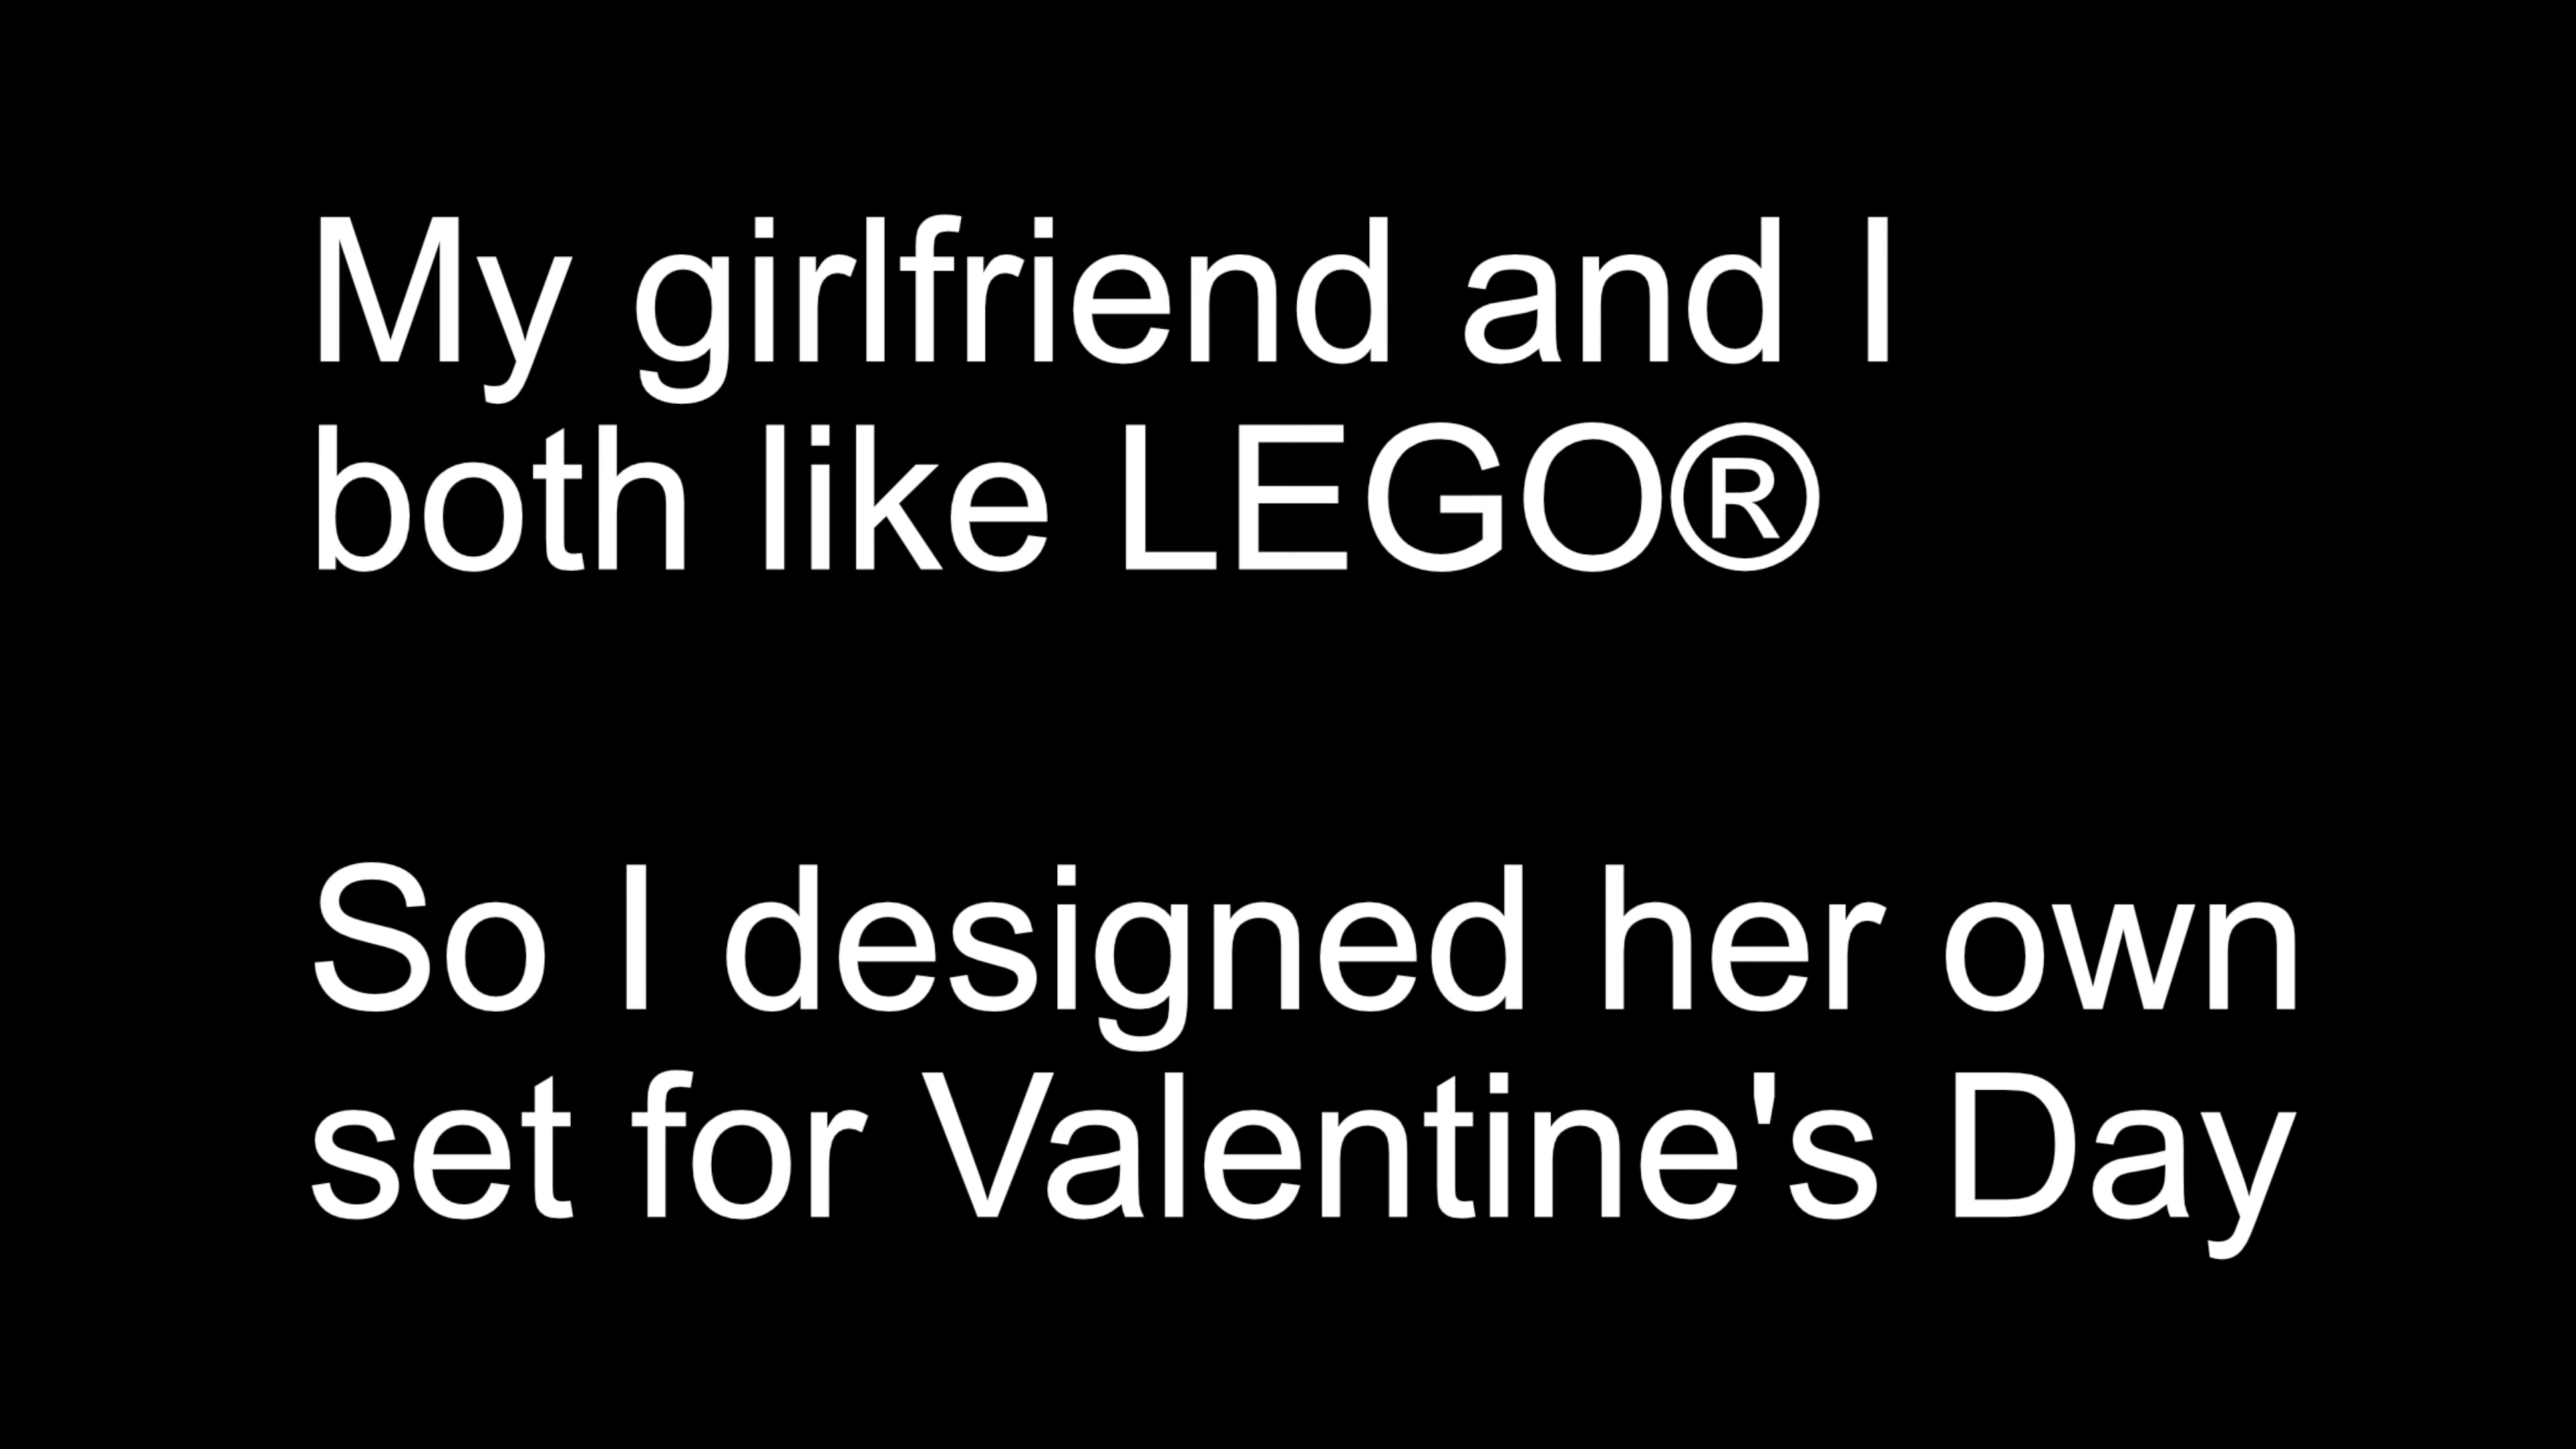 My girlfriend and I
both like LEGO®
So I designed her own
set for Valentine's Day